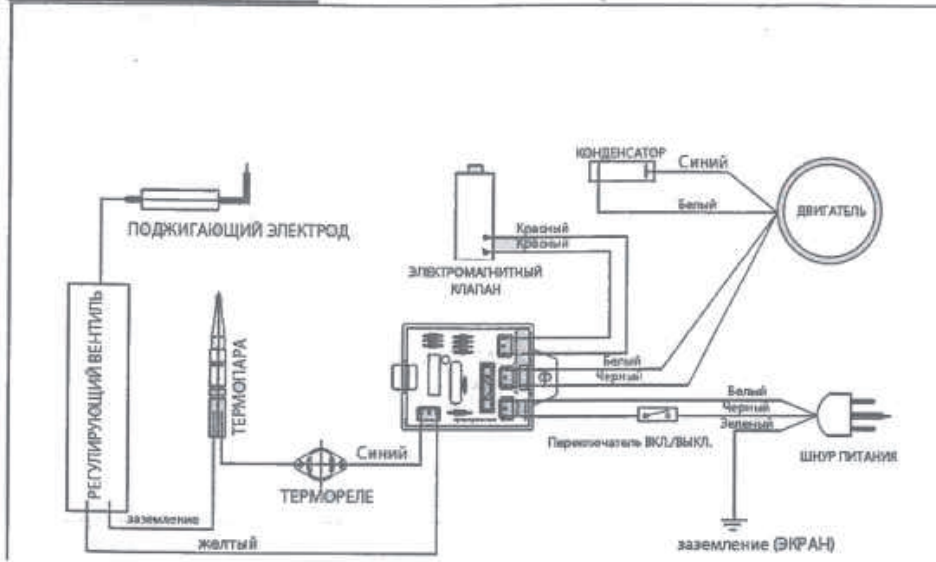 КОНДЕНСАТОР
Синий
Белый
ДВИГАТЕЛЬ
ПОДЖИГАЮЩИЙ ЭЛЕКТРОД
Красный
Красный
ЭЛЕКТРОМАГНИТНЫЙ
КЛАПАН
РЕГУЛИРУЮЩИЙ ВЕНТИЛЬ
ТЕРМОПАРА
Белый
Черный
Белый
Черный
Зеленый
Переключатель ВКЛ./ВЫКЛ.
ШНУР ПИТАНИЯ
Синий
ТЕРМОРЕЛЕ
заземление
желтый
заземление (ЭКРАН)